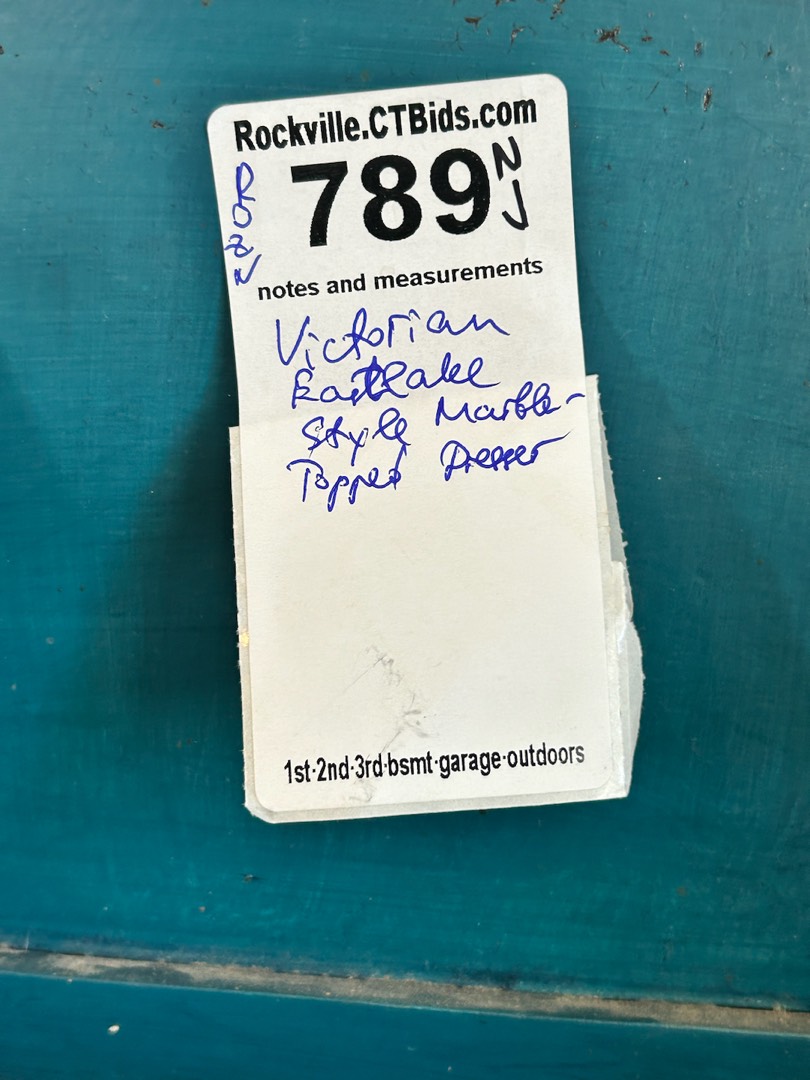 Rockville.CTBids.com
789 NJ
notes and measurements
Victorian
Eastlake
Style Marble-
Topped Dresser
1st·2nd·3rd·bsmt·garage·outdoors